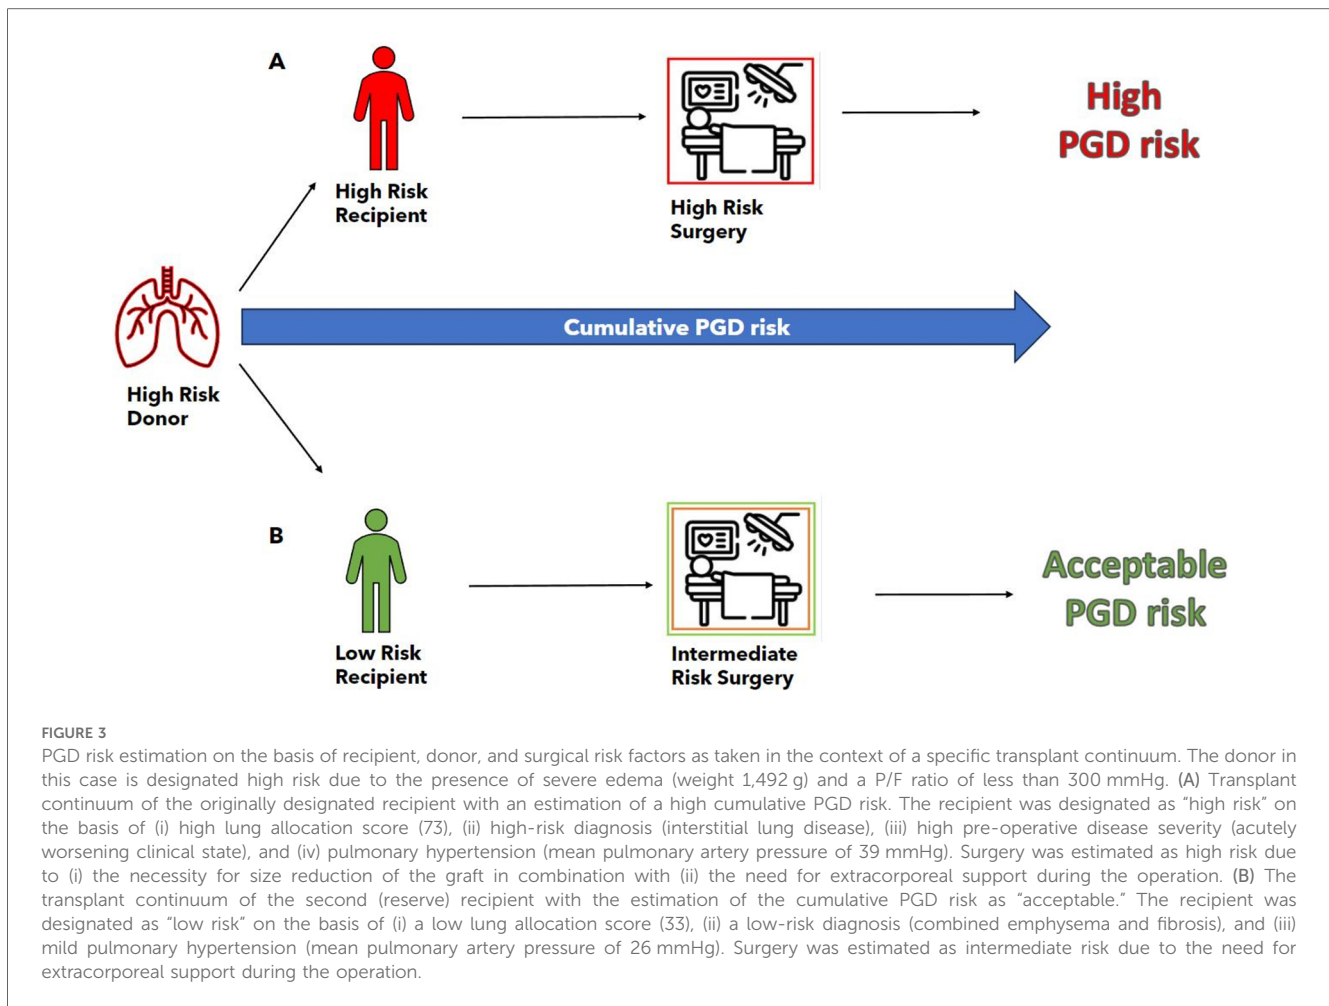 A
High Risk
Recipient
High Risk
Surgery
High
PGD risk
Cumulative PGD risk
High Risk
Donor
B
Low Risk
Recipient
Intermediate
Risk Surgery
Acceptable
PGD risk
FIGURE 3
PGD risk estimation on the basis of recipient, donor, and surgical risk factors as taken in the context of a specific transplant continuum. The donor in
this case is designated high risk due to the presence of severe edema (weight 1,492 g) and a P/F ratio of less than 300 mmHg. (A) Transplant
continuum of the originally designated recipient with an estimation of a high cumulative PGD risk. The recipient was designated as “high risk” on
the basis of (i) high lung allocation score (73), (ii) high-risk diagnosis (interstitial lung disease), (iii) high pre-operative disease severity (acutely
worsening clinical state), and (iv) pulmonary hypertension (mean pulmonary artery pressure of 39 mmHg). Surgery was estimated as high risk due
to (i) the necessity for size reduction of the graft in combination with (ii) the need for extracorporeal support during the operation. (B) The
transplant continuum of the second (reserve) recipient with the estimation of the cumulative PGD risk as “acceptable.” The recipient was
designated as “low risk” on the basis of (i) a low lung allocation score (33), (ii) a low-risk diagnosis (combined emphysema and fibrosis), and (iii)
mild pulmonary hypertension (mean pulmonary artery pressure of 26 mmHg). Surgery was estimated as intermediate risk due to the need for
extracorporeal support during the operation.